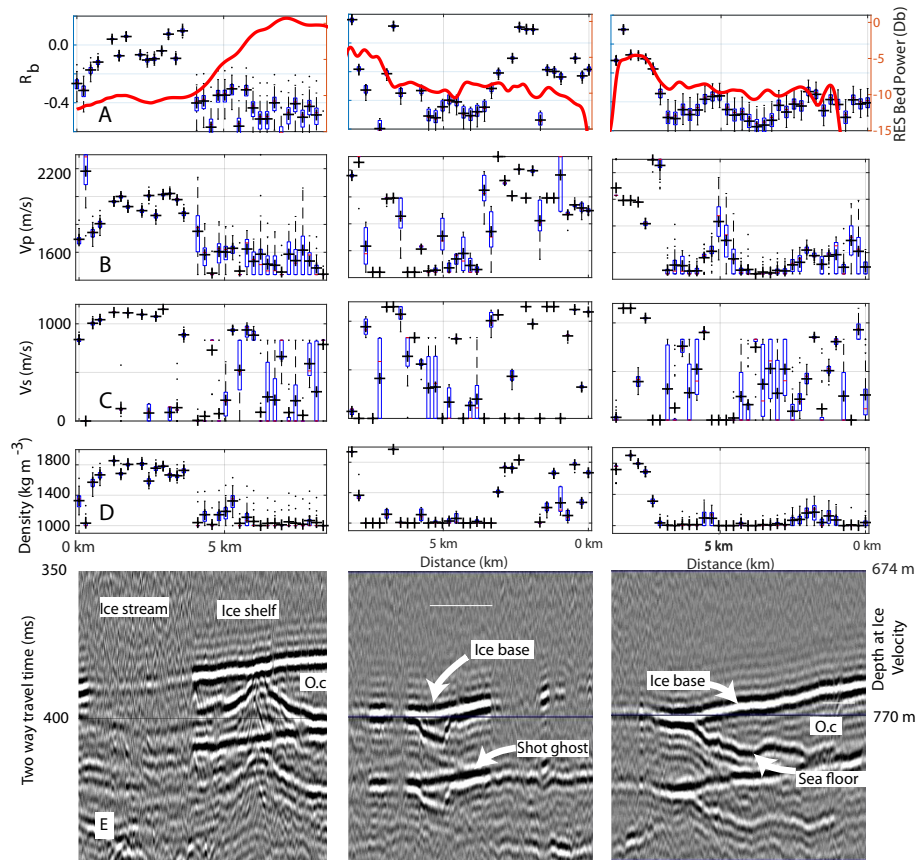 0.0
-0.4
R_b
A
0
-5
-10
-15
RES Bed Power (Db)
2200
1600
Vp (m/s)
B
1000
0
Vs (m/s)
C
1800
1400
1000
Density (kg m⁻³)
D
0 km
5 km
5 km
0 km
5 km
0 km
Distance (km)
Distance (km)
350
400
Two way travel time (ms)
674 m
770 m
Depth at Ice
Velocity
Ice stream
Ice shelf
O.c
E
Ice base
Shot ghost
Ice base
O.c
Sea floor